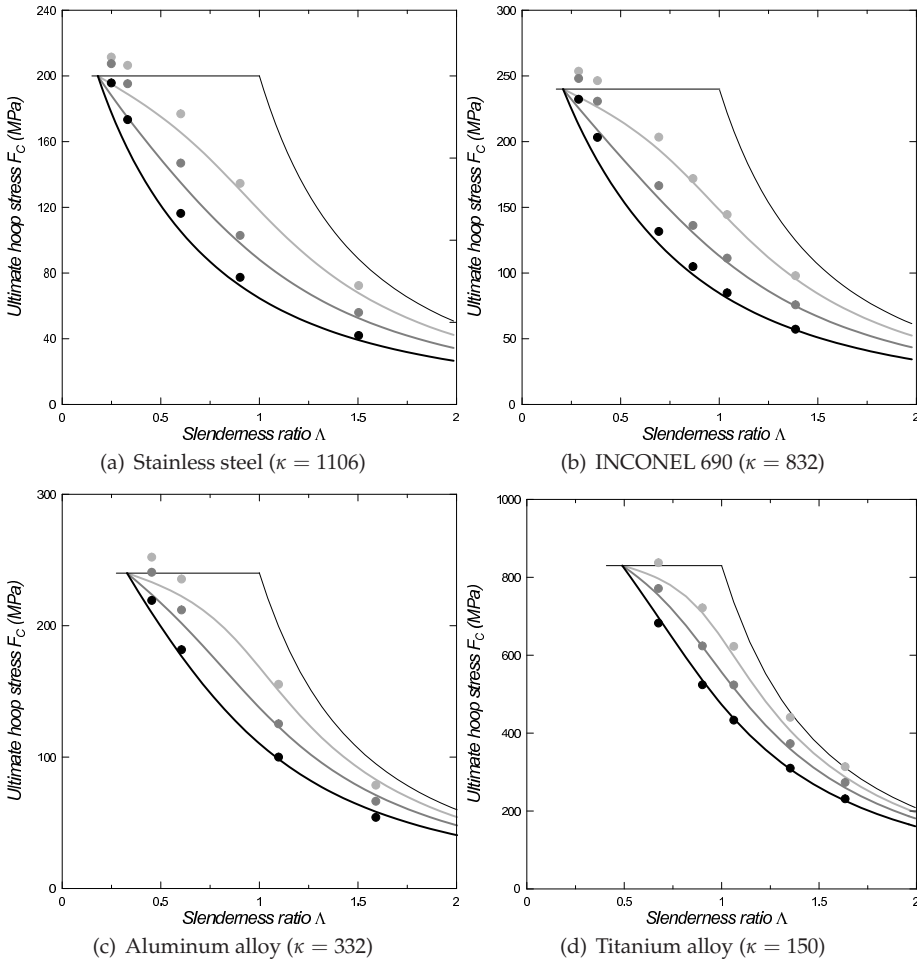 240
200
160
120
80
40
0
Ultimate hoop stress F_C (MPa)
0 0.5 1 1.5 2
Slenderness ratio Λ
(a) Stainless steel (κ = 1106)
300
250
200
150
100
50
0
Ultimate hoop stress F_C (MPa)
0 0.5 1 1.5 2
Slenderness ratio Λ
(b) INCONEL 690 (κ = 832)
300
200
100
0
Ultimate hoop stress F_C (MPa)
0 0.5 1 1.5 2
Slenderness ratio Λ
(c) Aluminum alloy (κ = 332)
1000
800
600
400
200
0
Ultimate hoop stress F_C (MPa)
0 0.5 1 1.5 2
Slenderness ratio Λ
(d) Titanium alloy (κ = 150)